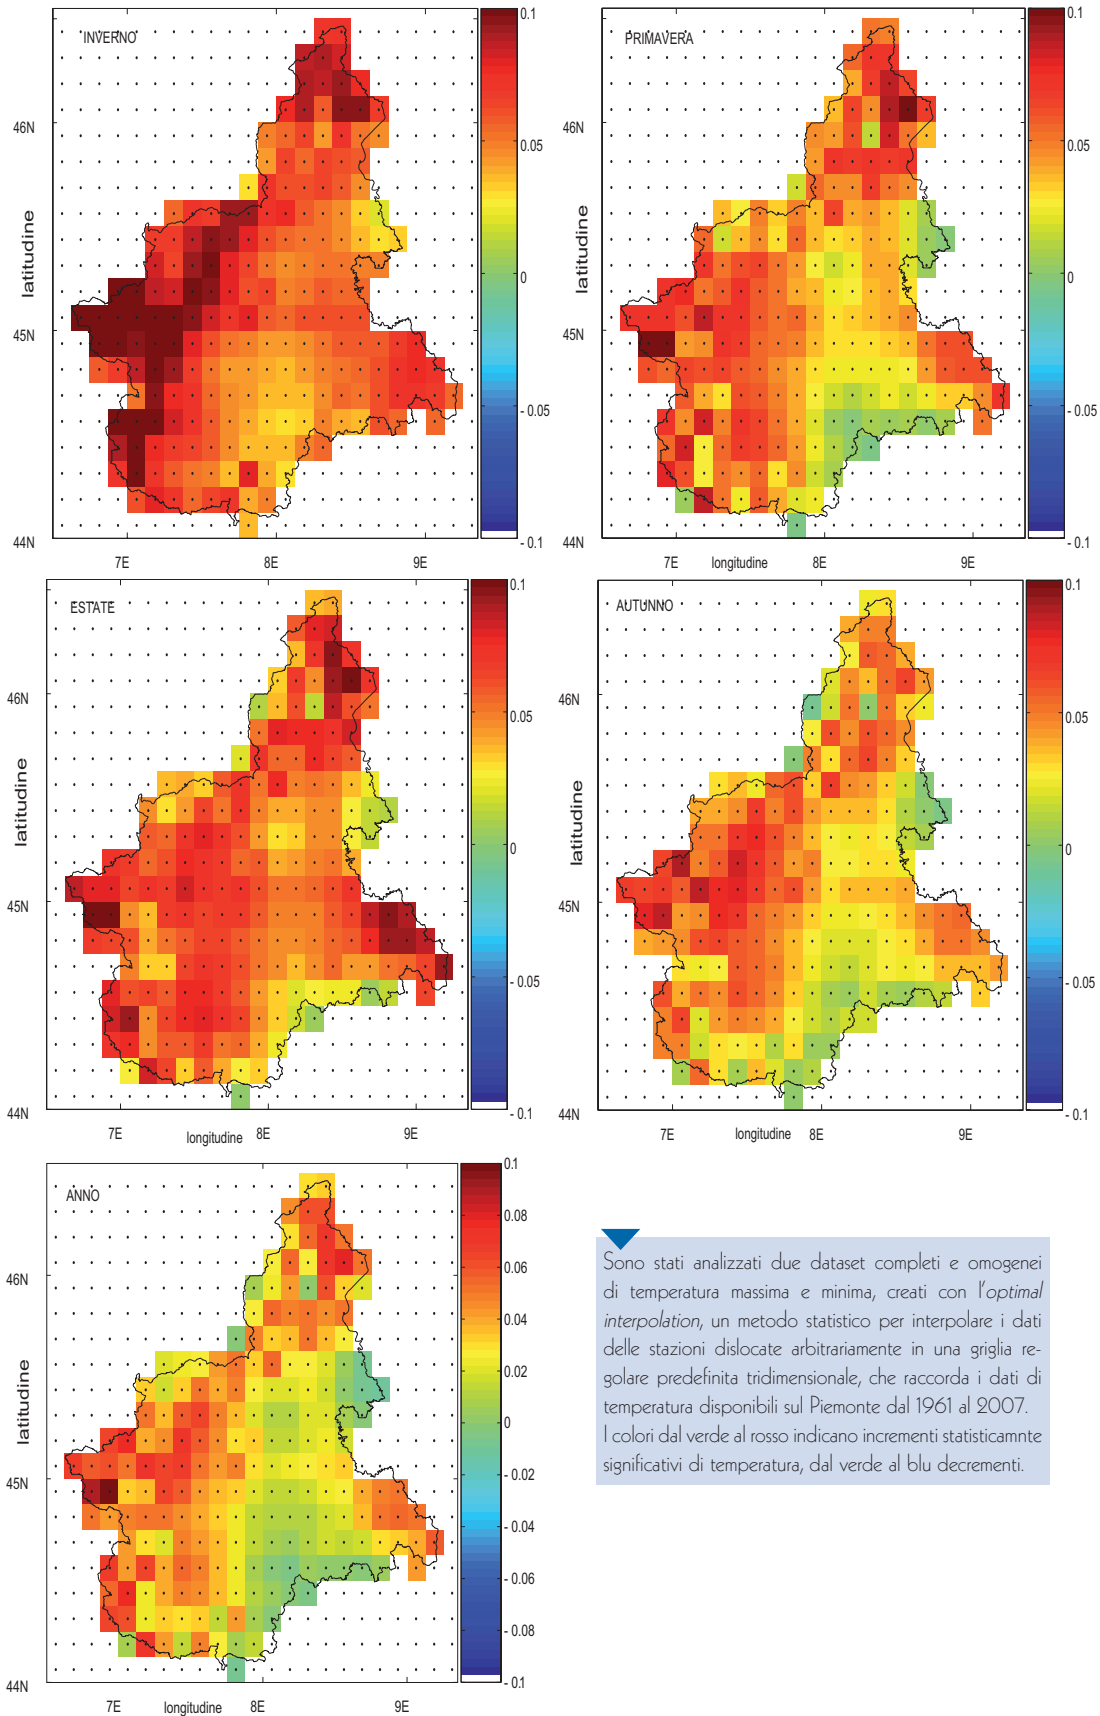 INVERNO
0.1
0.05
0
- 0.05
- 0.1
46N
45N
44N
latitudine
7E
8E
9E
PRIMAVERA
0.1
0.05
0
- 0.05
- 0.1
46N
45N
44N
latitudine
7E
longitudine
8E
9E
ESTATE
0.1
0.05
0
- 0.05
- 0.1
46N
45N
44N
latitudine
7E
longitudine
8E
9E
AUTUNNO
0.1
0.05
0
- 0.05
- 0.1
46N
45N
44N
latitudine
7E
longitudine
8E
9E
ANNO
0.1
0.08
0.06
0.04
0.02
0
- 0.02
- 0.04
- 0.06
- 0.08
- 0.1
46N
45N
44N
latitudine
7E
longitudine
8E
9E
Sono stati analizzati due dataset completi e omogenei
di temperatura massima e minima, creati con l'optimal
interpolation, un metodo statistico per interpolare i dati
delle stazioni dislocate arbitrariamente in una griglia re-
golare predefinita tridimensionale, che raccorda i dati di
temperatura disponibili sul Piemonte dal 1961 al 2007.
I colori dal verde al rosso indicano incrementi statisticamnte
significativi di temperatura, dal verde al blu decrementi.